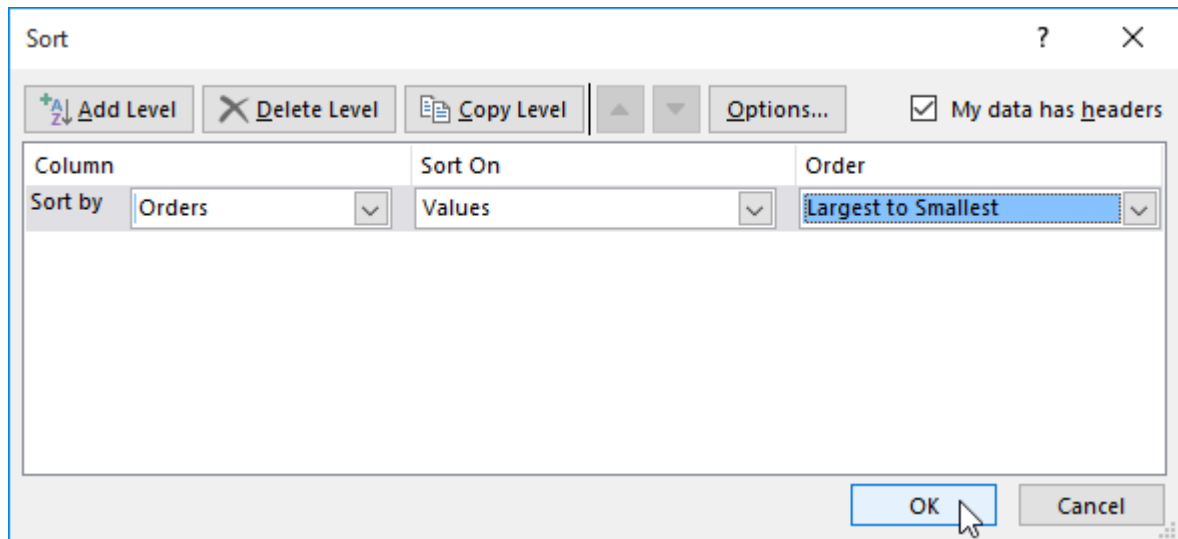 Sort ?
Add Level Delete Level Copy Level Options... My data has headers
Column Sort On Order
Sort by Orders Values Largest to Smallest
OK Cancel